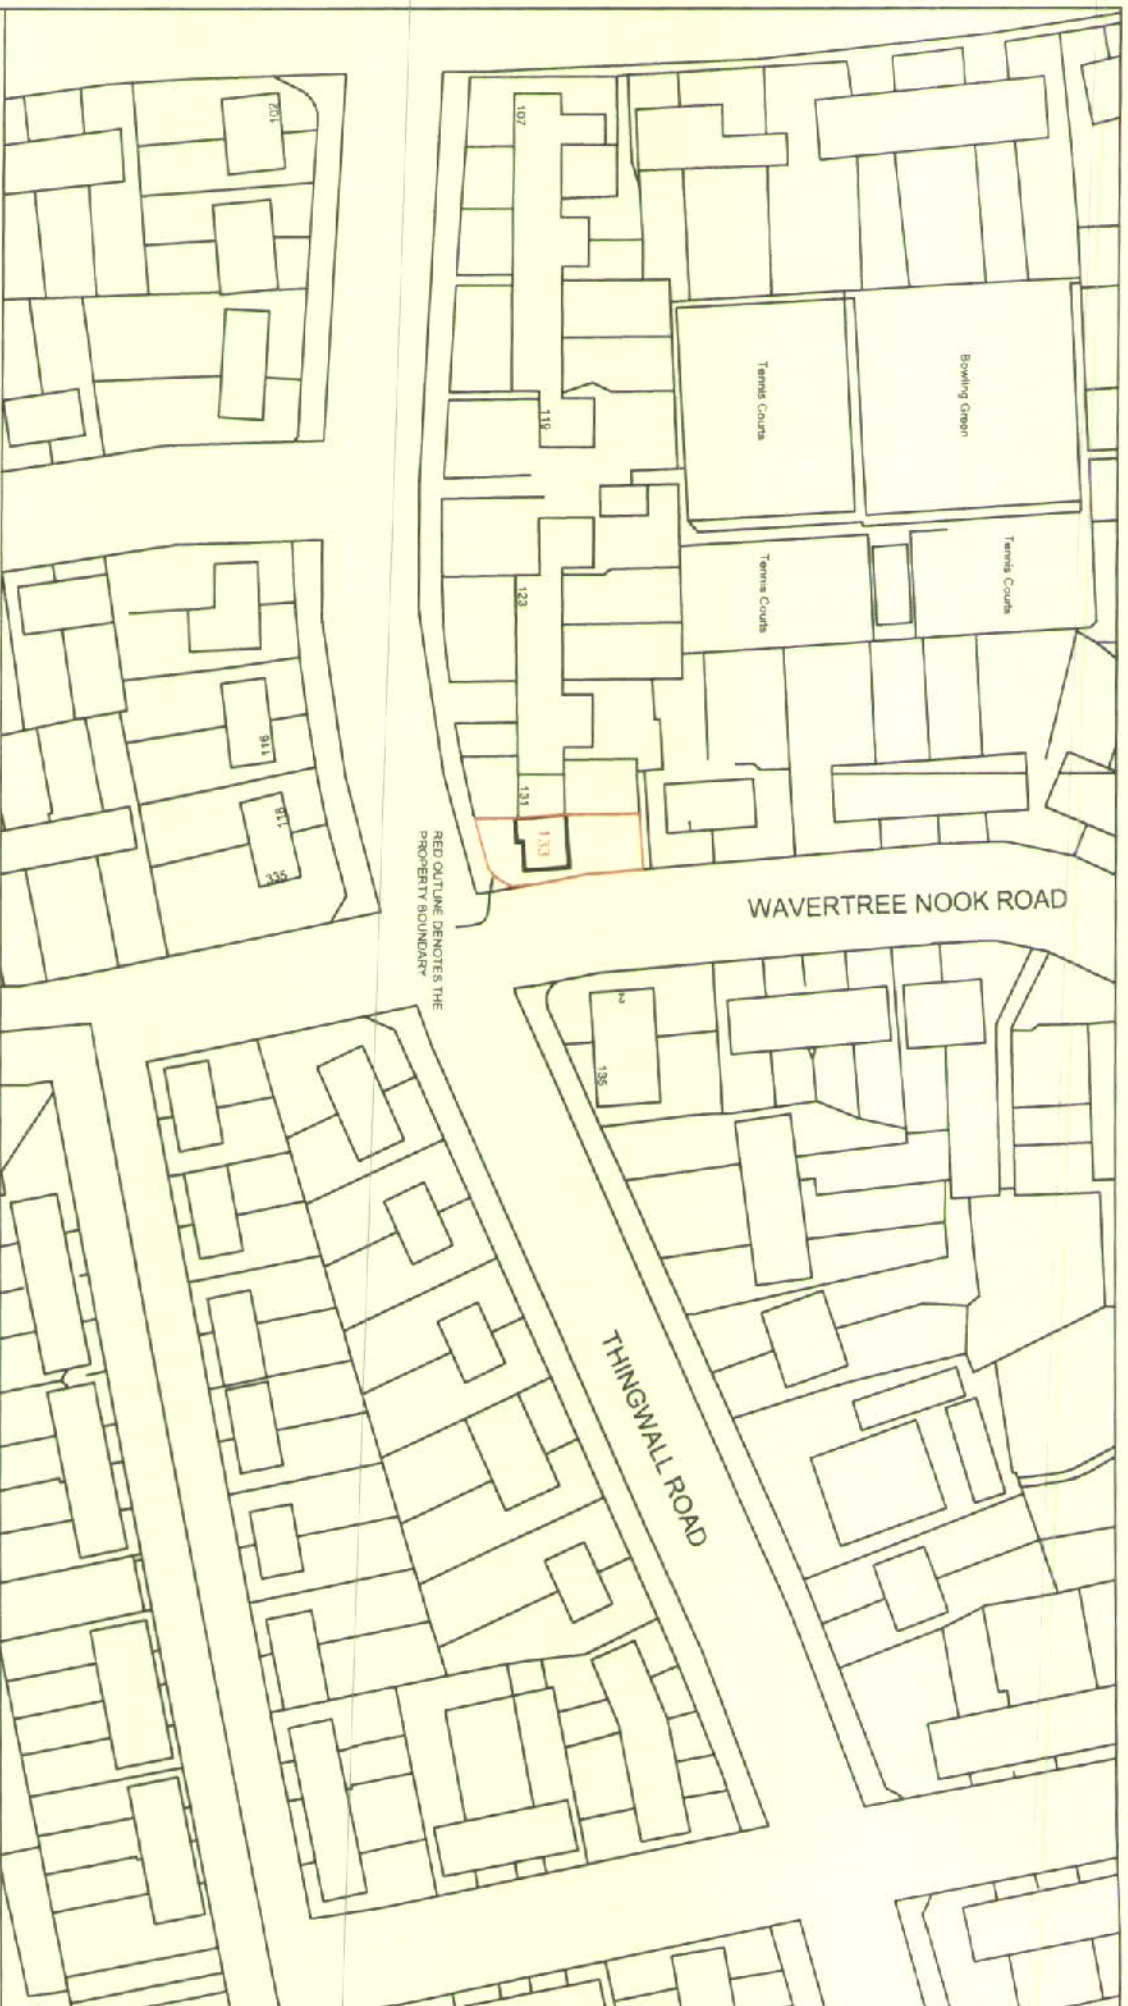 102
107
Tennis Courts
Bowling Green
119
123
Tennis Courts
Tennis Courts
116
118
335
131
133
RED OUTLINE DENOTES THE
PROPERTY BOUNDARY
WAVERTREE NOOK ROAD
2
135
THINGWALL ROAD